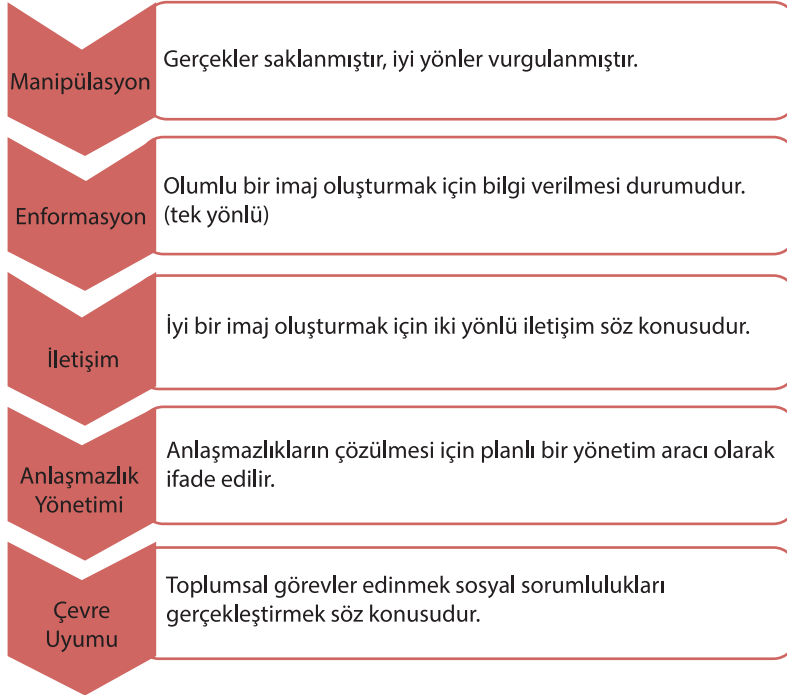 Manipülasyon
Gerçekler saklanmıştır, iyi yönler vurgulanmıştır.
Enformasyon
Olumlu bir imaj oluşturmak için bilgi verilmesi durumudur.
(tek yönlü)
İletişim
İyi bir imaj oluşturmak için iki yönlü iletişim söz konusudur.
Anlaşmazlık
Yönetimi
Anlaşmazlıkların çözülmesi için planlı bir yönetim aracı olarak
ifade edilir.
Çevre
Uyumu
Toplumsal görevler edinmek sosyal sorumlulukları
gerçekleştirmek söz konusudur.